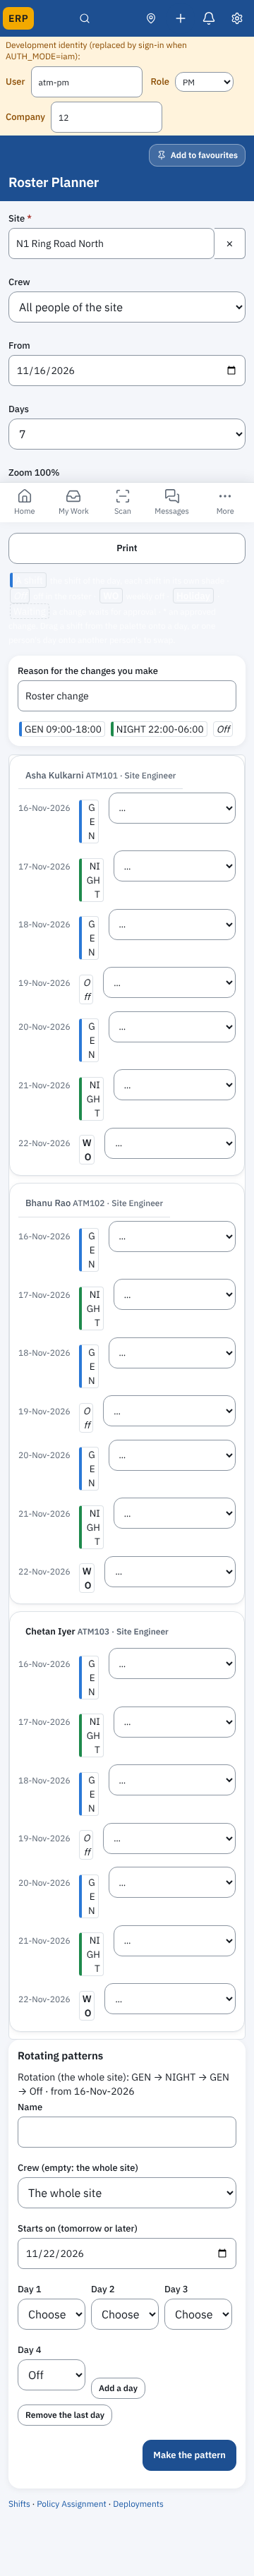 ERP
Development identity (replaced by sign-in when
AUTH_MODE=iam):
User
atm-pm
Role
PM
Company
12
Add to favourites
Roster Planner
Site *
N1 Ring Road North
×
Crew
All people of the site
From
11/16/2026
Days
7
Zoom 100%
Home
My Work
Scan
Messages
More
Print
Reason for the changes you make
Roster change
GEN 09:00-18:00
NIGHT 22:00-06:00
Off
Asha Kulkarni ATM101 · Site Engineer
16-Nov-2026
GEN
...
17-Nov-2026
NIGHT
...
18-Nov-2026
GEN
...
19-Nov-2026
Off
...
20-Nov-2026
GEN
...
21-Nov-2026
NIGHT
...
22-Nov-2026
WO
...
Bhanu Rao ATM102 · Site Engineer
16-Nov-2026
GEN
...
17-Nov-2026
NIGHT
...
18-Nov-2026
GEN
...
19-Nov-2026
Off
...
20-Nov-2026
GEN
...
21-Nov-2026
NIGHT
...
22-Nov-2026
WO
...
Chetan Iyer ATM103 · Site Engineer
16-Nov-2026
GEN
...
17-Nov-2026
NIGHT
...
18-Nov-2026
GEN
...
19-Nov-2026
Off
...
20-Nov-2026
GEN
...
21-Nov-2026
NIGHT
...
22-Nov-2026
WO
...
Rotating patterns
Rotation (the whole site): GEN → NIGHT → GEN
→ Off · from 16-Nov-2026
Name
Crew (empty: the whole site)
The whole site
Starts on (tomorrow or later)
11/22/2026
Day 1
Day 2
Day 3
Choose
Choose
Choose
Day 4
Off
Add a day
Remove the last day
Make the pattern
Shifts · Policy Assignment · Deployments